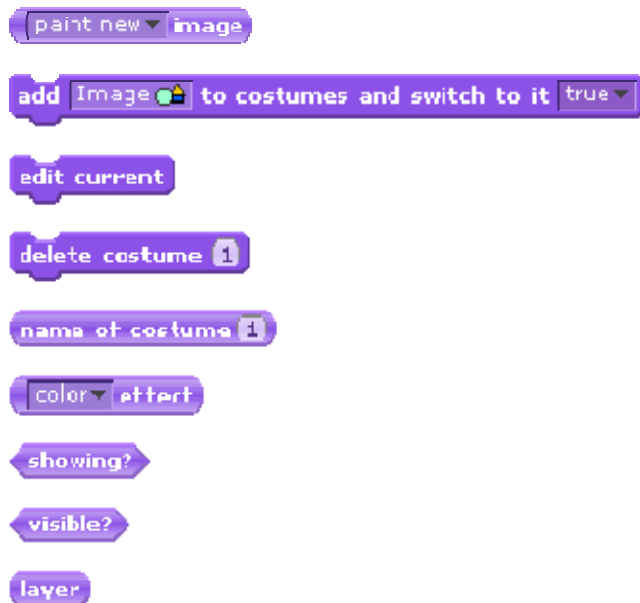 paint new image
add Image to costumes and switch to it true
edit current
delete costume 1
name of costume 1
color effect
showing?
visible?
layer